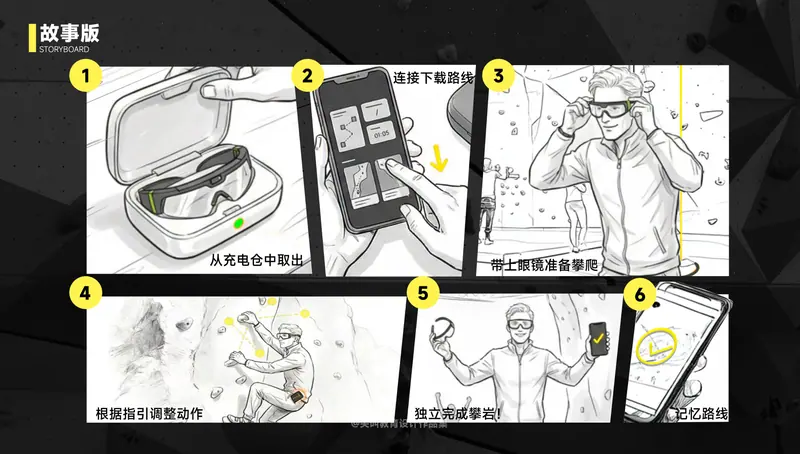 故事版
STORYBOARD
1
从充电仓中取出
2
连接下载路线
01:05
3
带上眼镜准备攀爬
4
根据指引调整动作
5
独立完成攀岩!
6
记忆路线